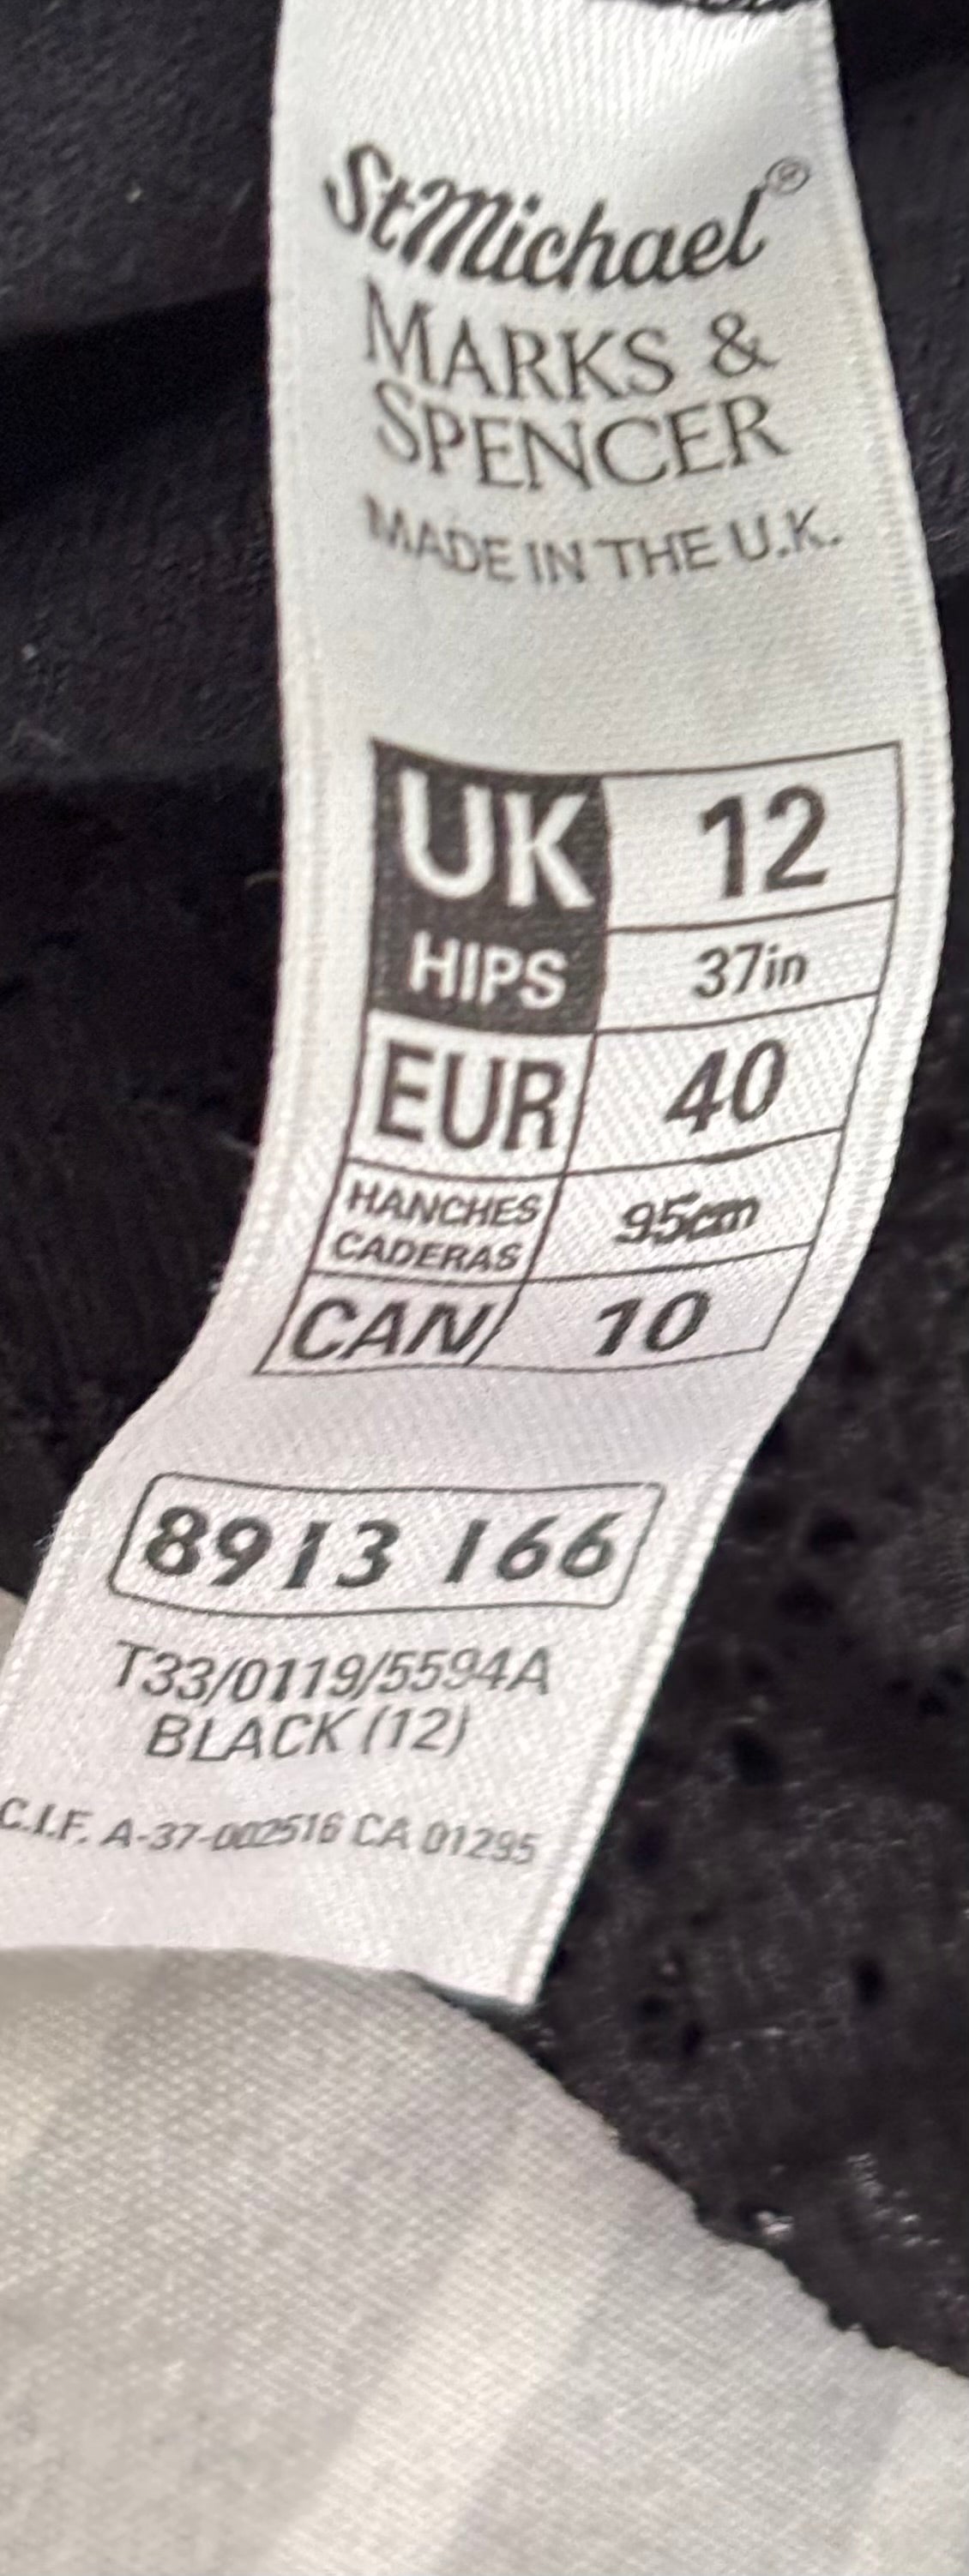 StMichael®
MARKS &
SPENCER
MADE IN THE U.K.
UK 12
HIPS 37in
EUR 40
HANCHES
CADERAS 95cm
CAN 10
8913 166
T33/0119/5594A
BLACK (12)
C.I.F. A-37-002516 CA 01295